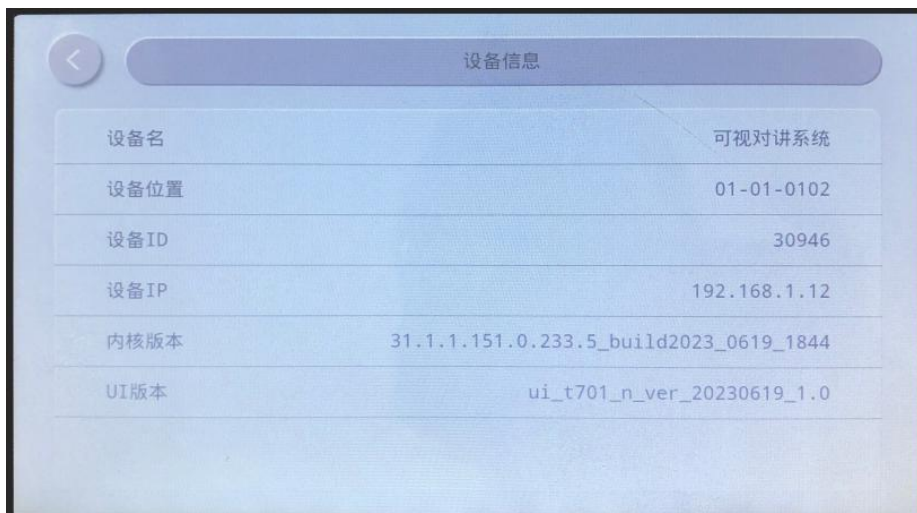 设备信息
设备名 可视对讲系统
设备位置 01-01-0102
设备ID 30946
设备IP 192.168.1.12
内核版本 31.1.1.151.0.233.5_build2023_0619_1844
UI版本 ui_t701_n_ver_20230619_1.0